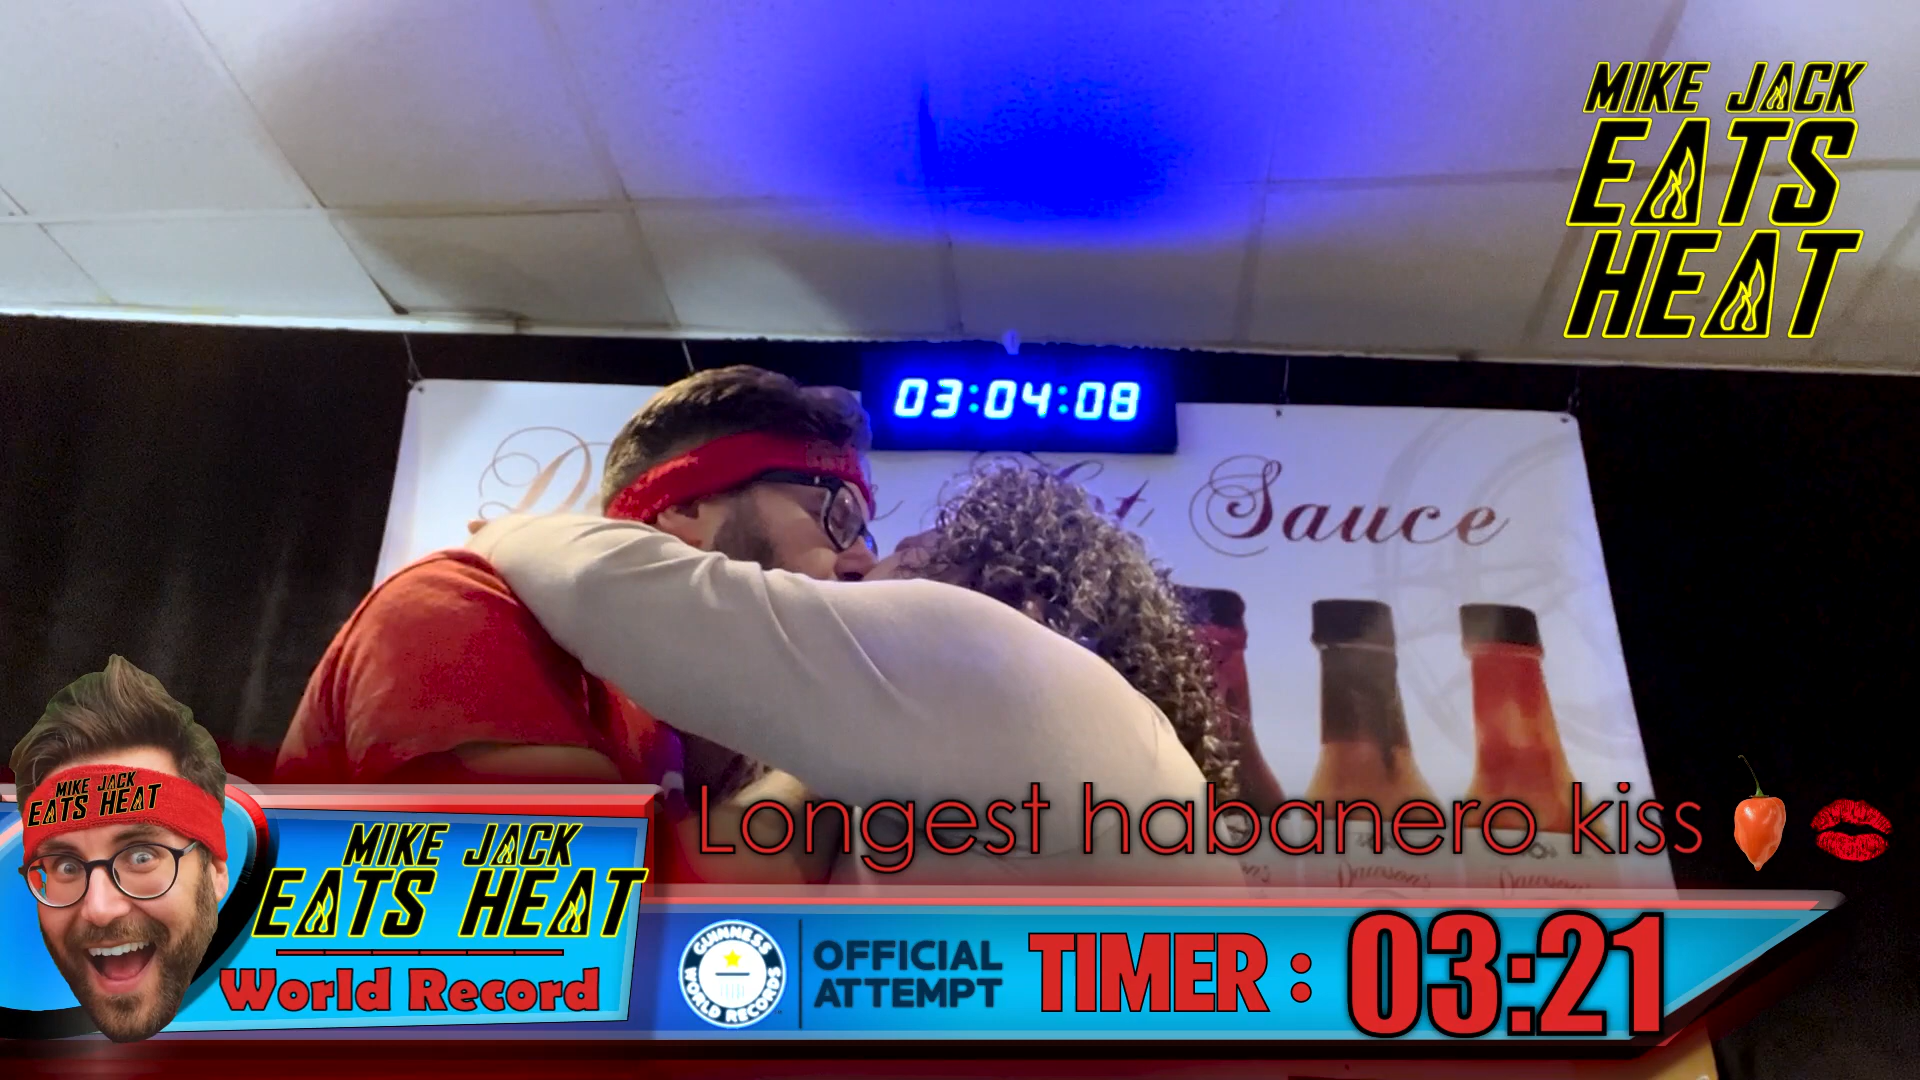 MIKE JACK
EATS
HEAT
03:04:08
Sauce
Longest habanero kiss
MIKE JACK
EATS HEAT
MIKE JACK
EATS HEAT
World Record
GUINNESS
WORLD RECORDS
OFFICIAL
ATTEMPT
TIMER : 03:21
Dawson's